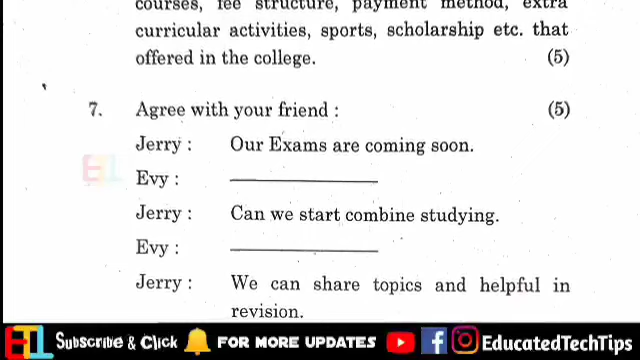 courses, fee structure, payment method, extra
curricular activities, sports, scholarship etc. that
offered in the college. (5)
7. Agree with your friend : (5)
Jerry : Our Exams are coming soon.
Evy :
Jerry : Can we start combine studying.
Evy :
Jerry : We can share topics and helpful in
revision.
ETL Subscribe & Click FOR MORE UPDATES EducatedTechTips